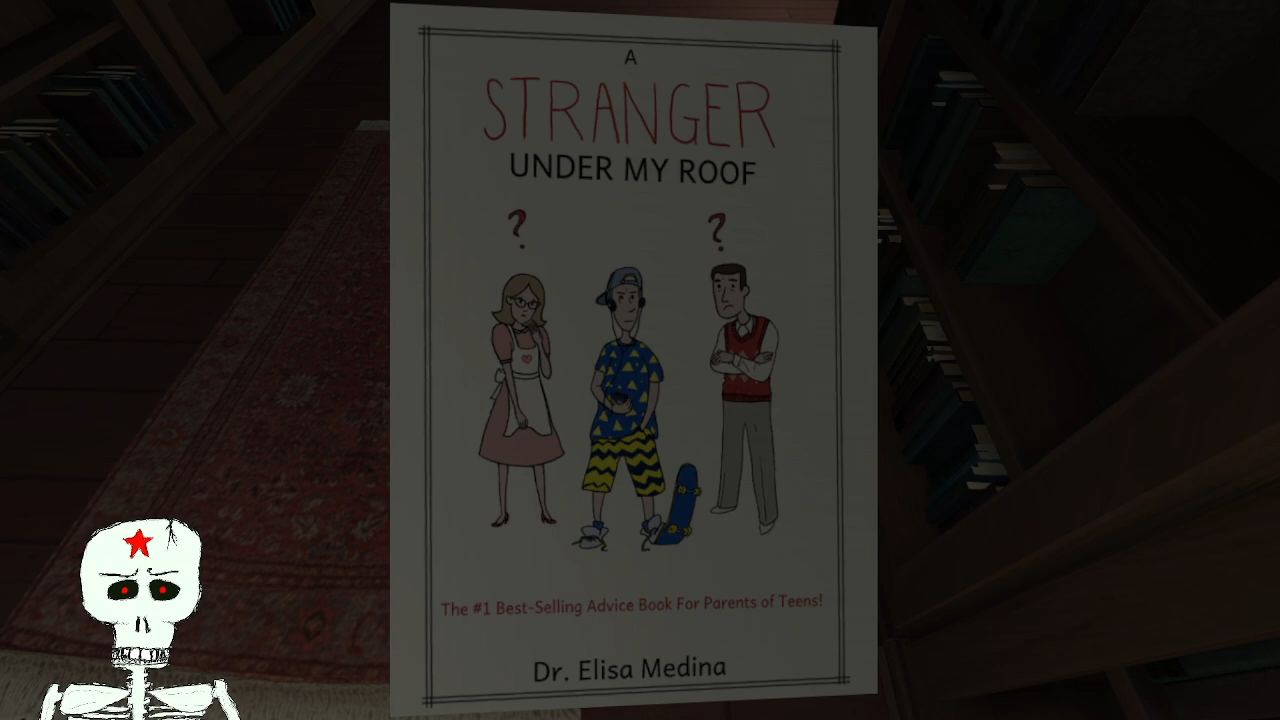 A
STRANGER
UNDER MY ROOF
?
?
The #1 Best-Selling Advice Book For Parents of Teens!
Dr. Elisa Medina